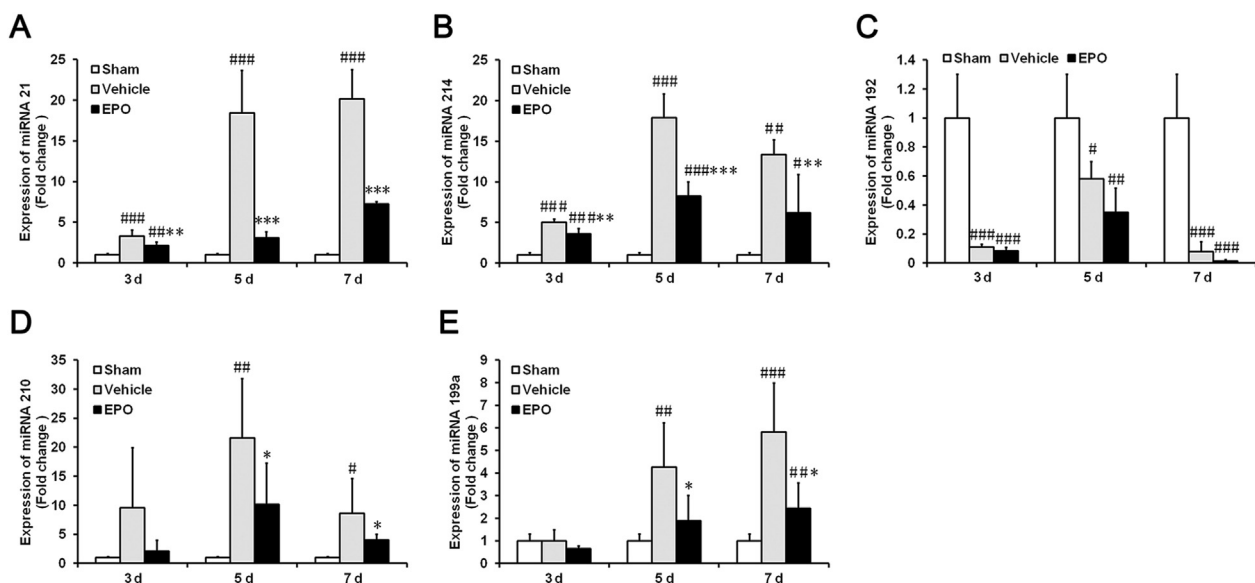 A
Expression of miRNA 21
(Fold change )
25
20
15
10
5
0
Sham
Vehicle
EPO
###
##**
###
***
###
***
3 d
5 d
7 d
B
Expression of miRNA 214
(Fold change )
25
20
15
10
5
0
Sham
Vehicle
EPO
###
###**
###
###***
##
#**
3 d
5 d
7 d
C
Expression of miRNA 192
(Fold change )
1.4
1.2
1
0.8
0.6
0.4
0.2
0
Sham
Vehicle
EPO
###
###
#
##
###
###
3 d
5 d
7 d
D
Expression of miRNA 210
(Fold change )
35
30
25
20
15
10
5
0
Sham
Vehicle
EPO
##
*
#
*
3 d
5 d
7 d
E
Expression of miRNA 199a
(Fold change )
9
8
7
6
5
4
3
2
1
0
Sham
Vehicle
EPO
##
*
###
##*
3 d
5 d
7 d